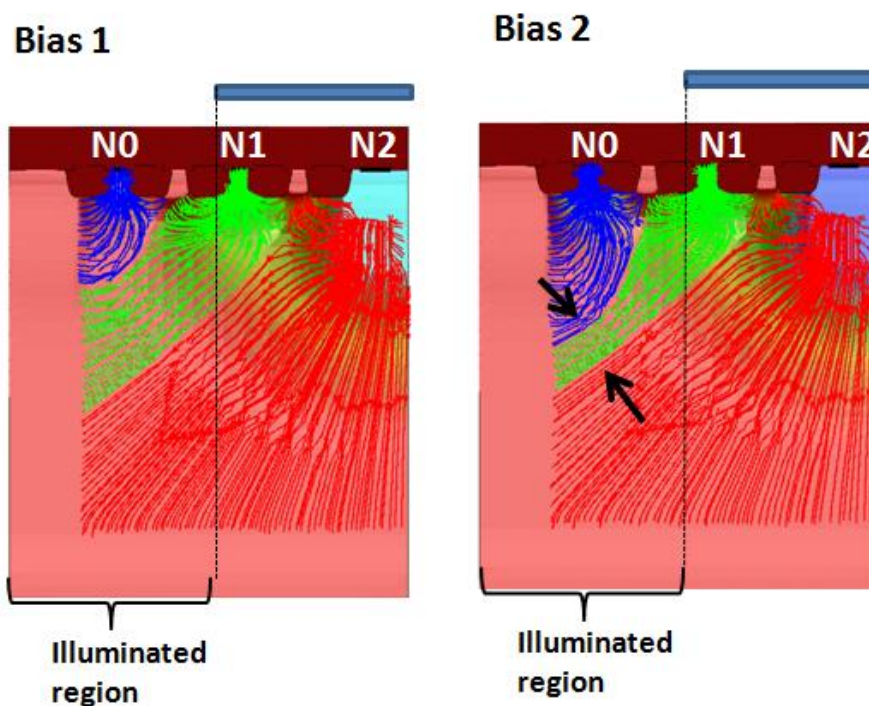 Bias 1
Bias 2
N0 N1 N2
N0 N1 N2
Illuminated
region
Illuminated
region